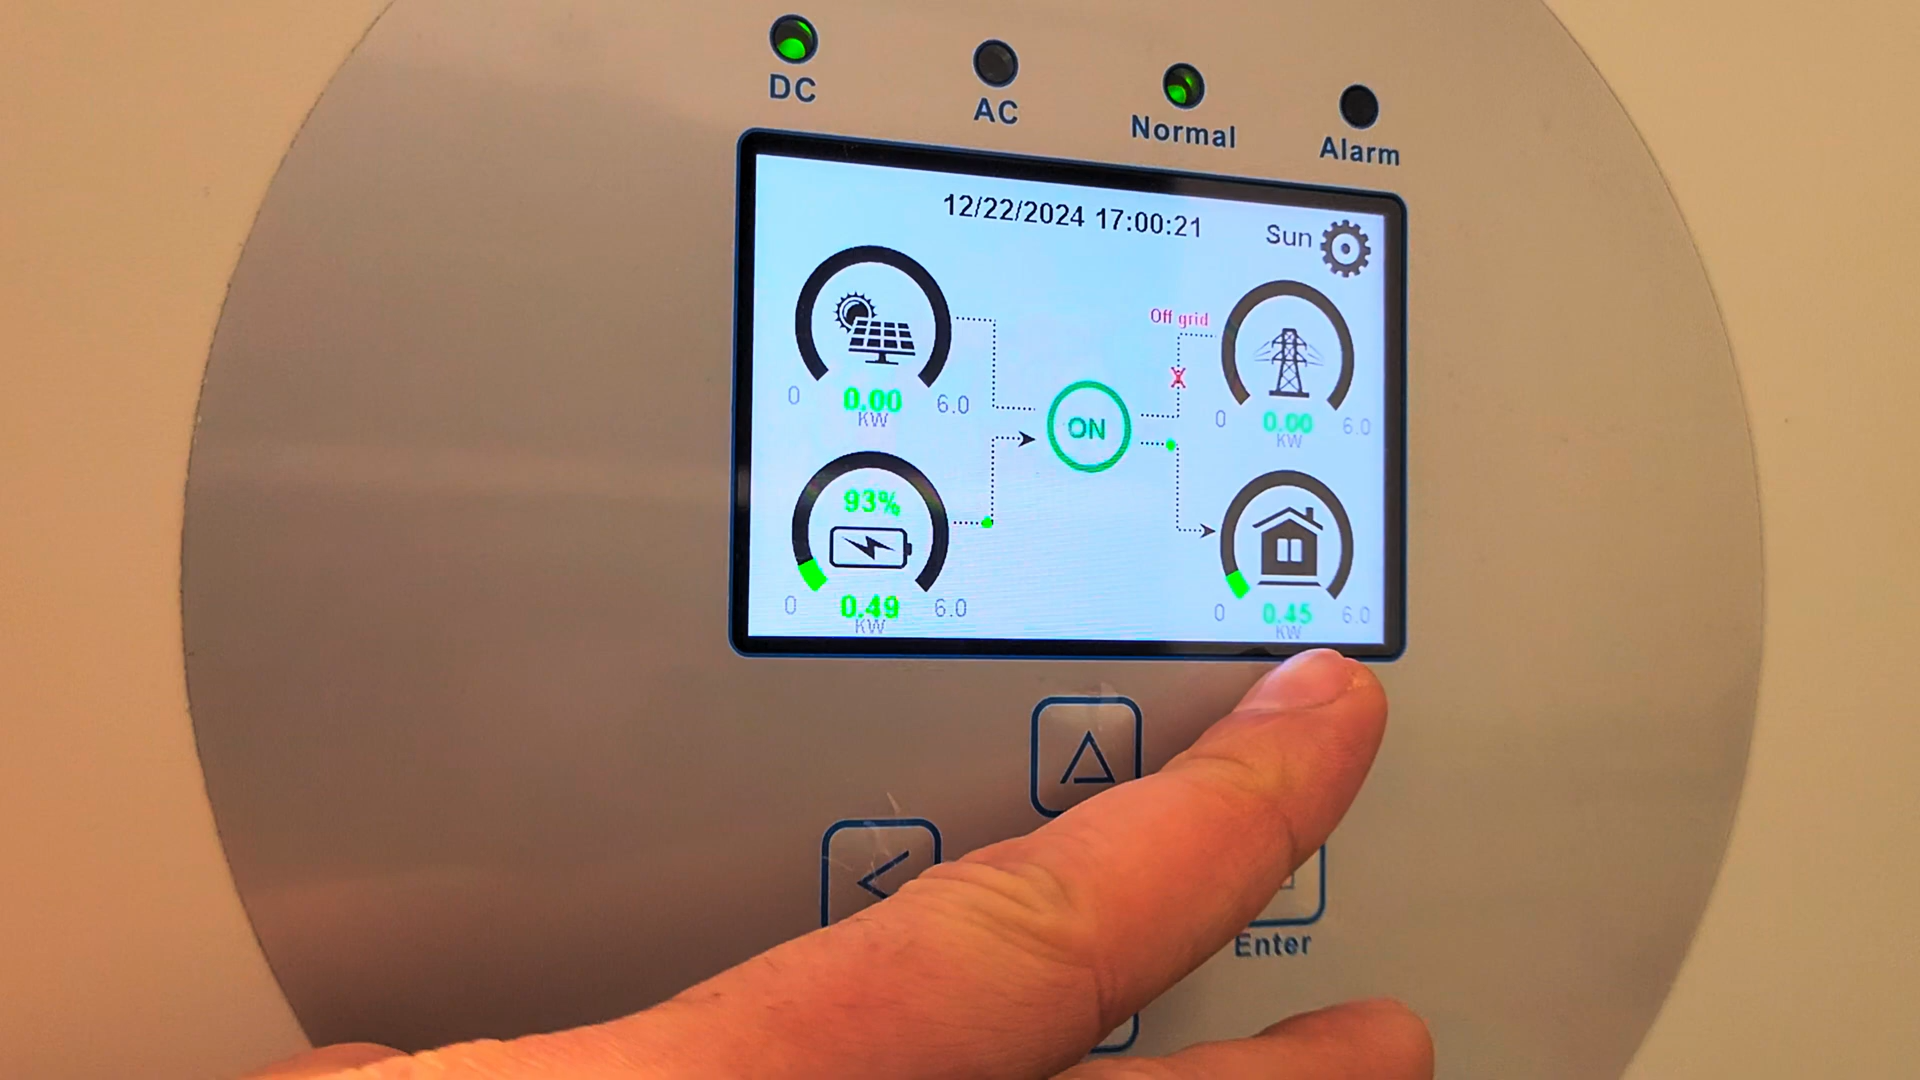 DC
AC
Normal
Alarm
12/22/2024 17:00:21
Sun
Off grid
0
0.00
6.0
KW
0
0.00
6.0
KW
ON
93%
0
0.49
6.0
KW
0
0.45
6.0
KW
Enter